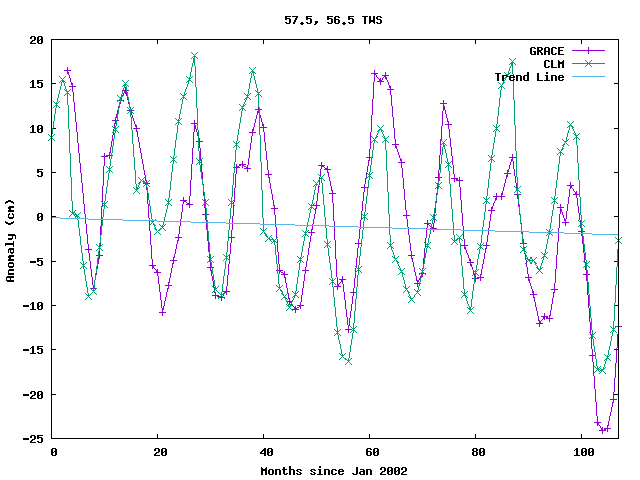 57.5, 56.5 TWS
GRACE
CLM
Trend Line
20
15
10
5
0
-5
-10
-15
-20
-25
Anomaly (cm)
0 20 40 60 80 100
Months since Jan 2002